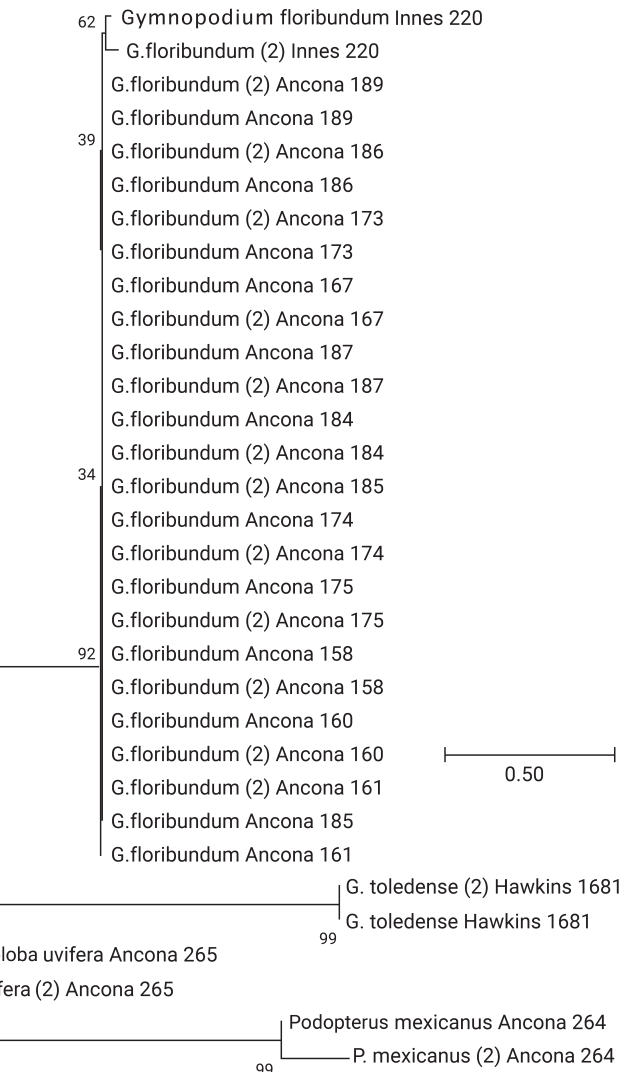 62
Gymnopodium floribundum Innes 220
G.floribundum (2) Innes 220
G.floribundum (2) Ancona 189
G.floribundum Ancona 189
39
G.floribundum (2) Ancona 186
G.floribundum Ancona 186
G.floribundum (2) Ancona 173
G.floribundum Ancona 173
G.floribundum Ancona 167
G.floribundum (2) Ancona 167
G.floribundum Ancona 187
G.floribundum (2) Ancona 187
G.floribundum Ancona 184
G.floribundum (2) Ancona 184
34
G.floribundum (2) Ancona 185
G.floribundum Ancona 174
G.floribundum (2) Ancona 174
G.floribundum Ancona 175
G.floribundum (2) Ancona 175
92
G.floribundum Ancona 158
G.floribundum (2) Ancona 158
G.floribundum Ancona 160
G.floribundum (2) Ancona 160
0.50
G.floribundum (2) Ancona 161
G.floribundum Ancona 185
G.floribundum Ancona 161
G. toledense (2) Hawkins 1681
G. toledense Hawkins 1681
99
loba uvifera Ancona 265
fera (2) Ancona 265
Podopterus mexicanus Ancona 264
P. mexicanus (2) Ancona 264
99